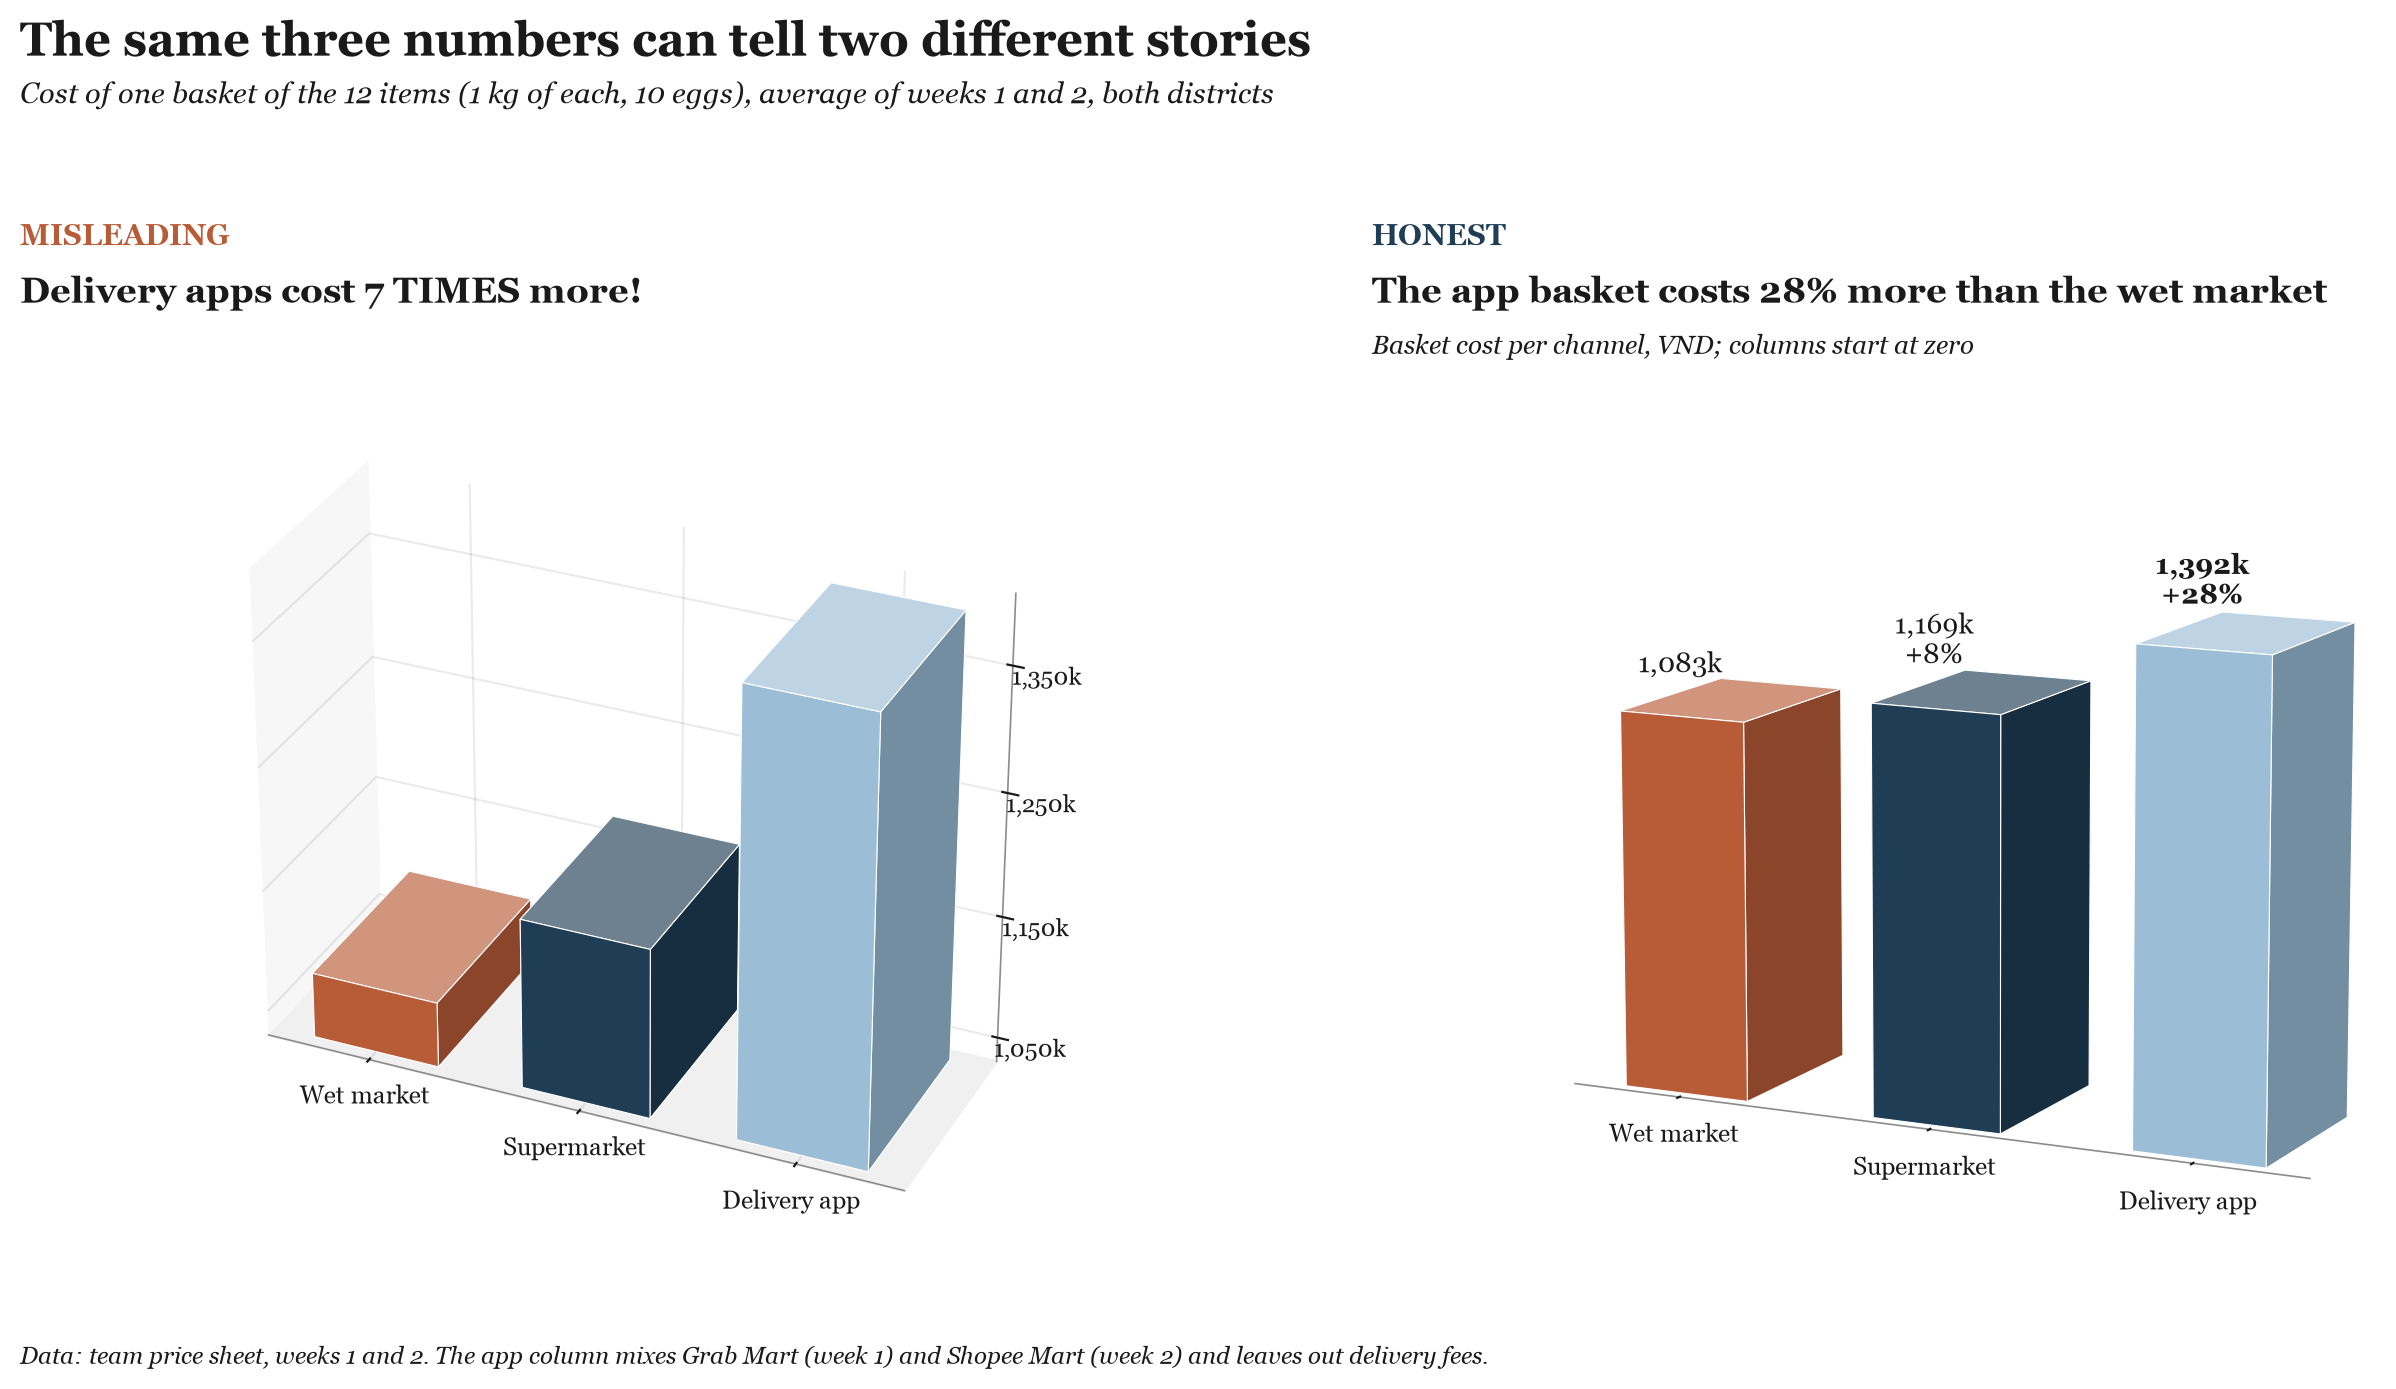 The same three numbers can tell two different stories
Cost of one basket of the 12 items (1 kg of each, 10 eggs), average of weeks 1 and 2, both districts
MISLEADING
Delivery apps cost 7 TIMES more!
1,350k
1,250k
1,150k
1,050k
Wet market
Supermarket
Delivery app
HONEST
The app basket costs 28% more than the wet market
Basket cost per channel, VND; columns start at zero
1,083k
1,169k
+8%
1,392k
+28%
Wet market
Supermarket
Delivery app
Data: team price sheet, weeks 1 and 2. The app column mixes Grab Mart (week 1) and Shopee Mart (week 2) and leaves out delivery fees.